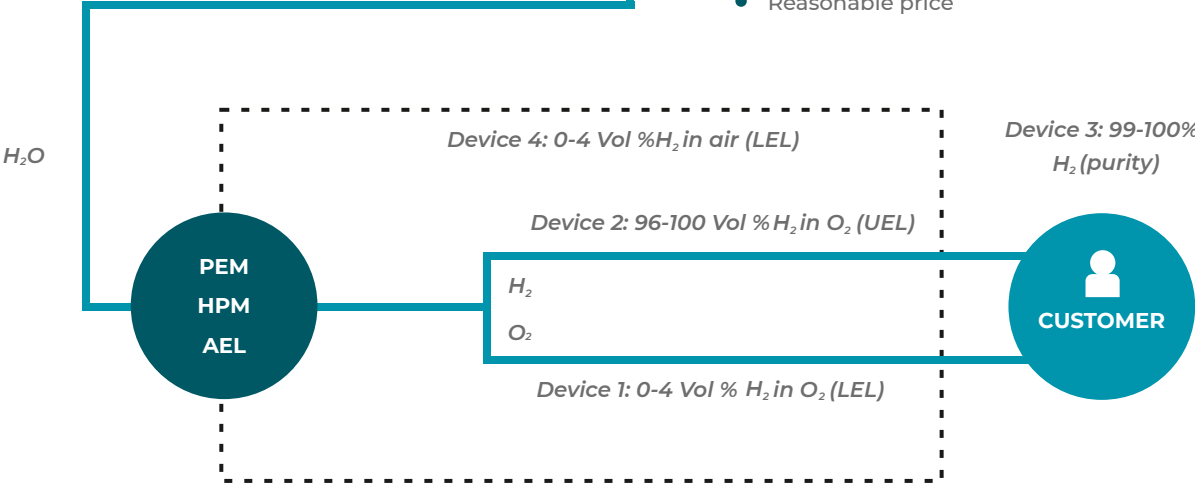 Reasonable price
Device 4: 0-4 Vol %H₂ in air (LEL)
Device 3: 99-100%
H₂ (purity)
H₂O
Device 2: 96-100 Vol %H₂ in O₂ (UEL)
PEM
HPM
AEL
H₂
O₂
CUSTOMER
Device 1: 0-4 Vol % H₂ in O₂ (LEL)